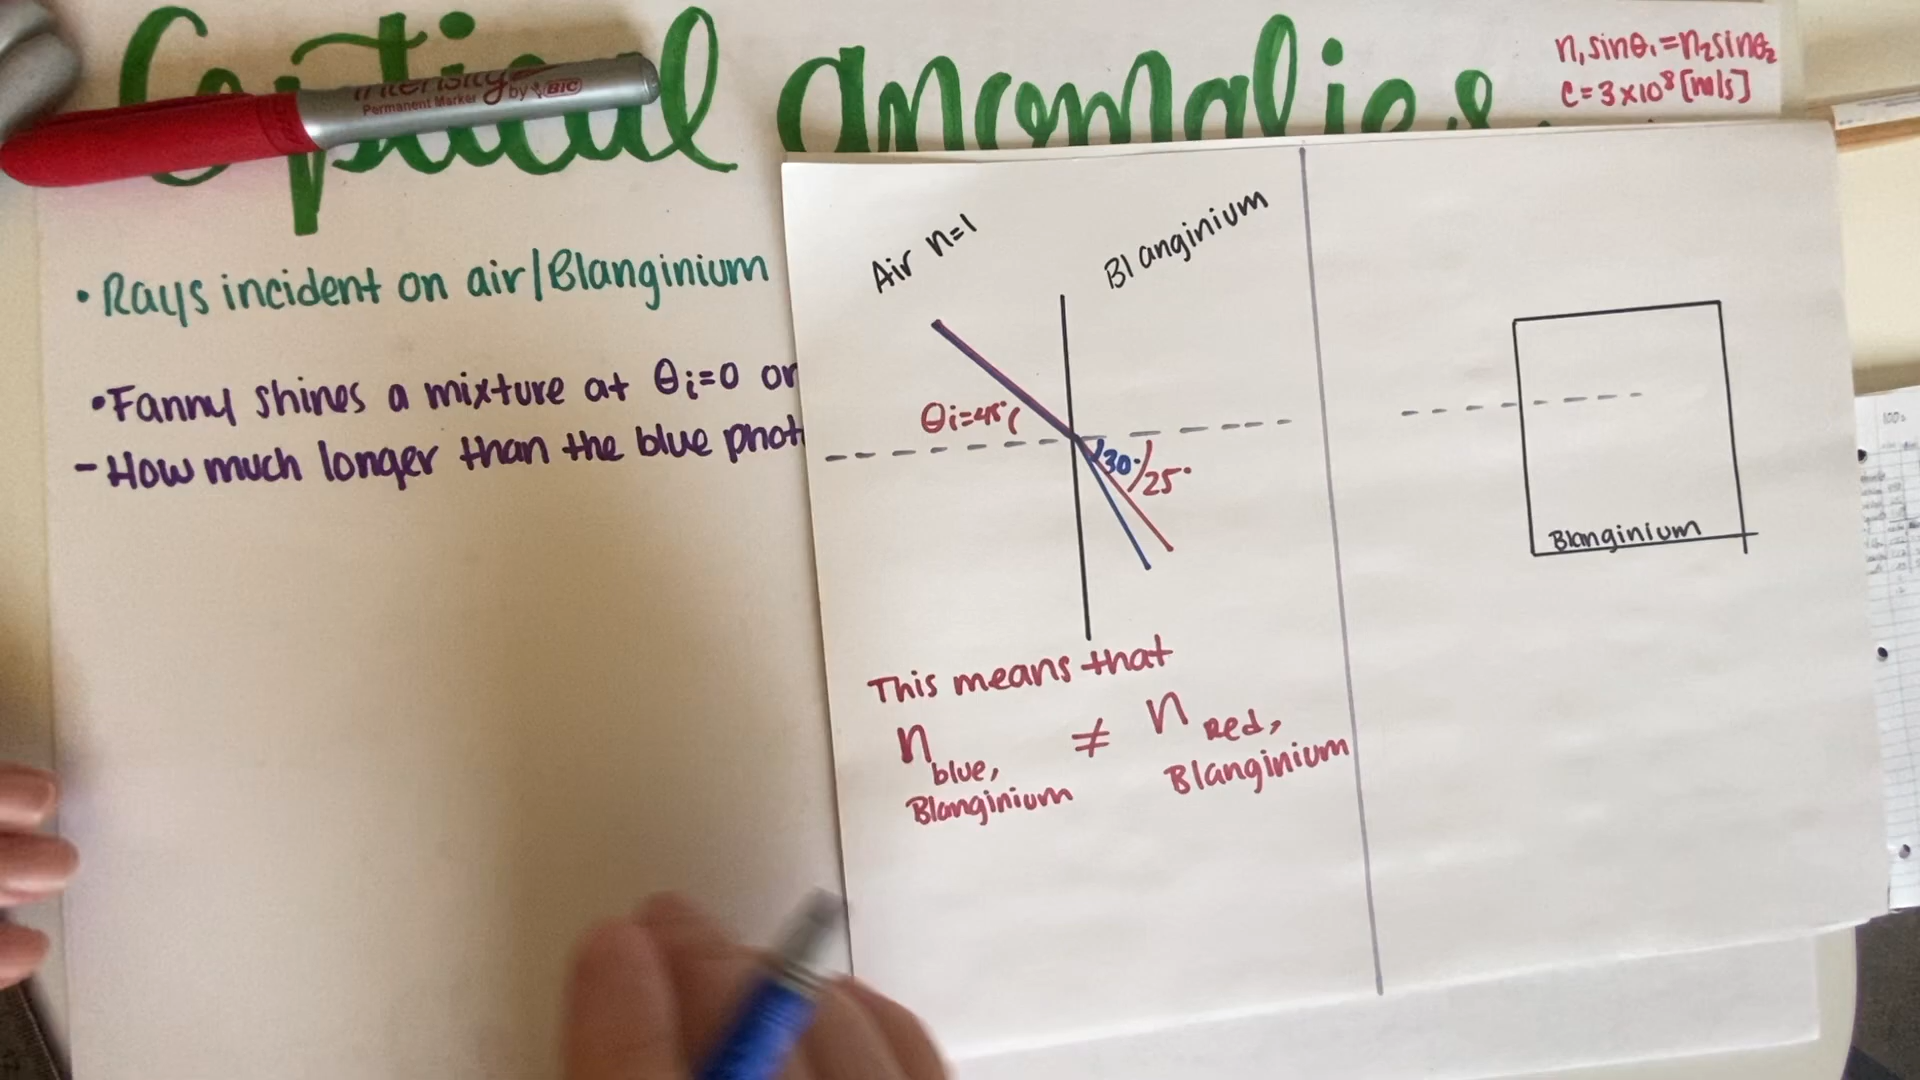 Optical anomalies
n₁sinθ₁=n₂sinθ₂
c=3×10⁸[m/s]
intensity by BIC
Permanent Marker
• Rays incident on air/Blanginium
• Fanny shines a mixture at θi=0 or
- How much longer than the blue phot
Air n=1
Blanginium
θi=45°
30°
25°
Blanginium
This means that
n blue, Blanginium ≠ n Red, Blanginium